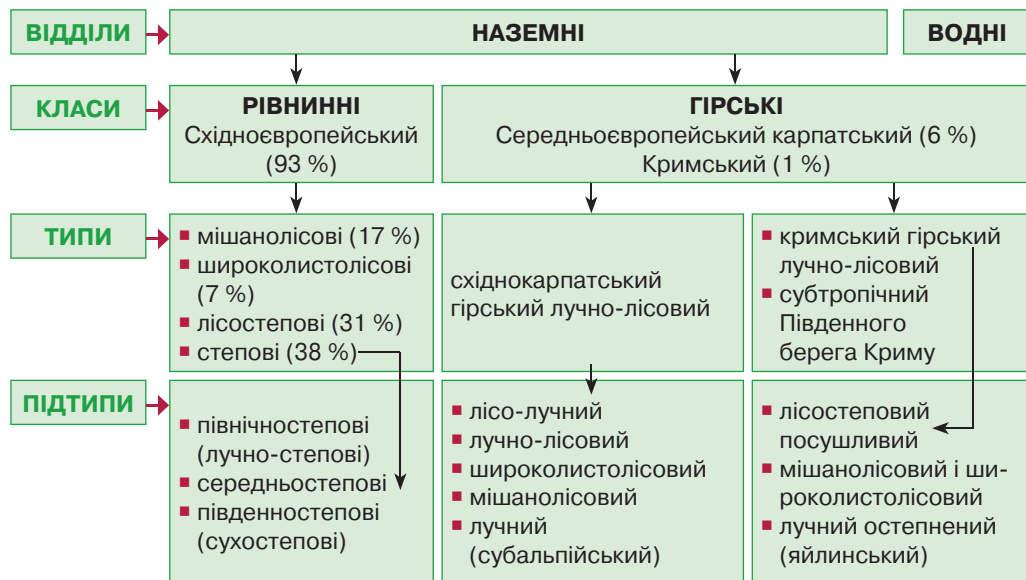 ВІДДІЛИ
НАЗЕМНІ
ВОДНІ
КЛАСИ
РІВНИННІ
Східноєвропейський
(93 %)
ГІРСЬКІ
Середньоєвропейський карпатський (6 %)
Кримський (1 %)
ТИПИ
мішанолісові (17 %)
широколистолісові
(7 %)
лісостепові (31 %)
степові (38 %)
східнокарпатський
гірський лучно-лісовий
кримський гірський
лучно-лісовий
субтропічний
Південного
берега Криму
ПІДТИПИ
північностепові
(лучно-степові)
середньостепові
південностепові
(сухостепові)
лісо-лучний
лучно-лісовий
широколистолісовий
мішанолісовий
лучний
(субальпійський)
лісостеповий
посушливий
мішанолісовий і ши-
роколистолісовий
лучний остепнений
(яйлинський)